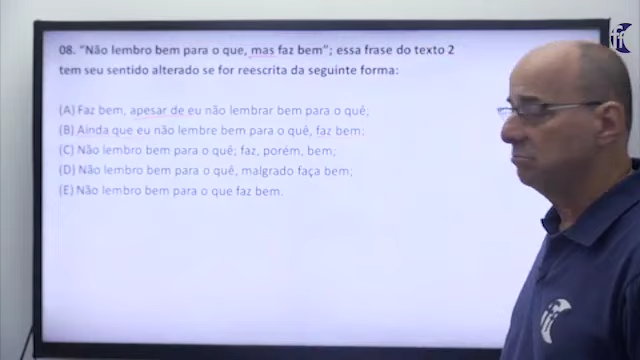 08. "Não lembro bem para o que, mas faz bem"; essa frase do texto 2
tem seu sentido alterado se for reescrita da seguinte forma:
(A) Faz bem, apesar de eu não lembrar bem para o quê;
(B) Ainda que eu não lembre bem para o quê, faz bem;
(C) Não lembro bem para o quê; faz, porém, bem;
(D) Não lembro bem para o quê, malgrado faça bem;
(E) Não lembro bem para o que faz bem.